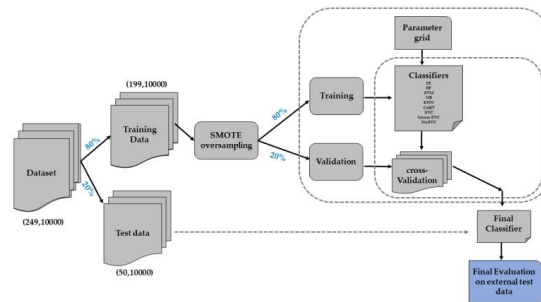 Parameter
grid
(199,10000)
Classifiers
LR
RF
SVM
NB
KNN
CART
SVC
Linear SVC
NuSVC
80%
Training
Data
SMOTE
oversampling
80%
Training
20%
Validation
cross-
Validation
Dataset
20%
(249,10000)
Test data
(50,10000)
Final
Classifier
Final Evaluation
on external test
data